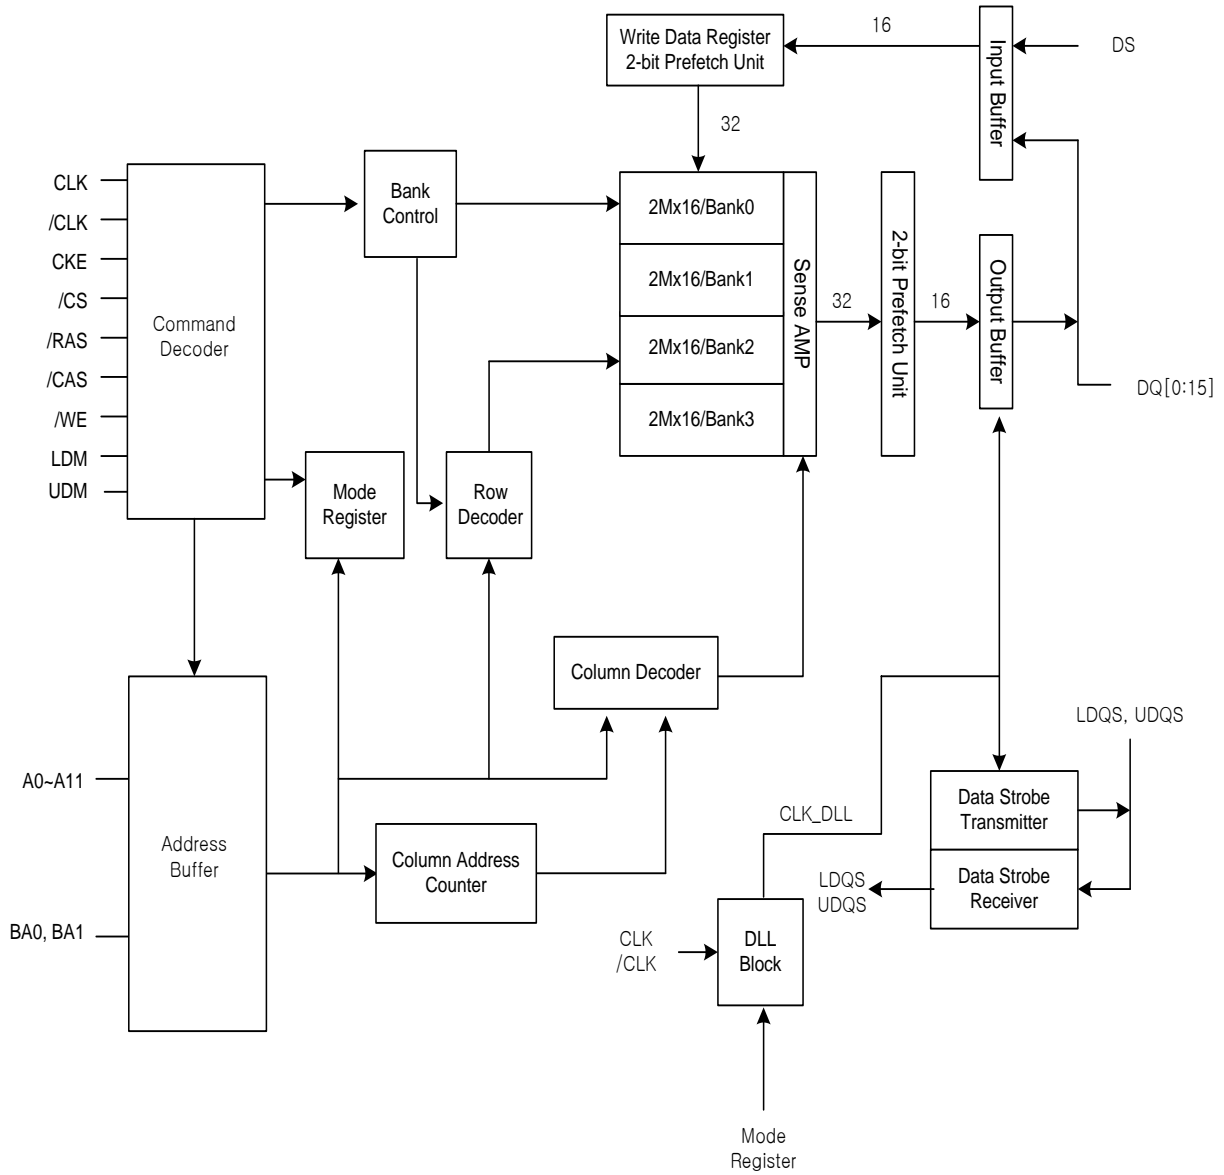 Write Data Register
2-bit Prefetch Unit
16
Input Buffer
DS
32
CLK
/CLK
CKE
/CS
/RAS
/CAS
/WE
LDM
UDM
Command
Decoder
Bank
Control
2Mx16/Bank0
2Mx16/Bank1
2Mx16/Bank2
2Mx16/Bank3
Sense AMP
32
2-bit Prefetch Unit
16
Output Buffer
DQ[0:15]
Mode
Register
Row
Decoder
Column Decoder
LDQS, UDQS
A0~A11
Address
Buffer
BA0, BA1
Column Address
Counter
CLK_DLL
Data Strobe
Transmitter
Data Strobe
Receiver
LDQS
UDQS
CLK
/CLK
DLL
Block
Mode
Register